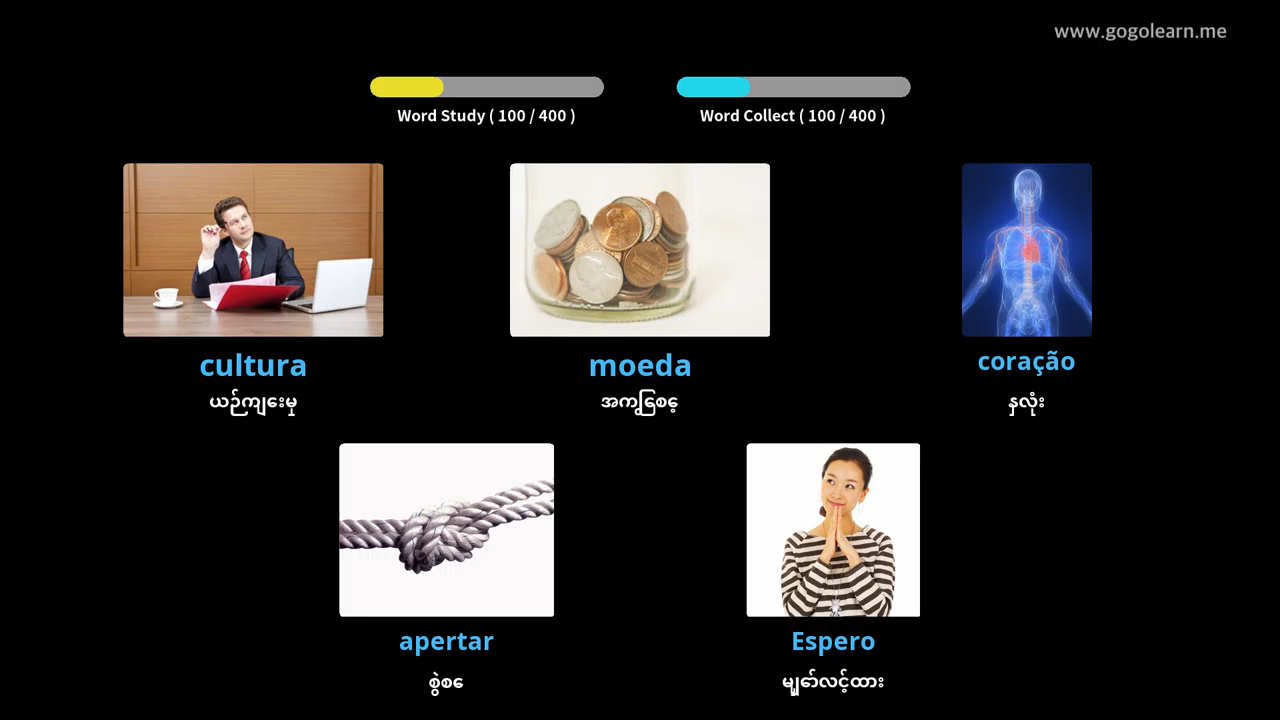 www.gogolearn.me
Word Study ( 100 / 400 )
Word Collect ( 100 / 400 )
cultura
ယဉ်ကျေးမှု
moeda
အကြွေစေ့
coração
နှလုံး
apertar
စွဲစေ
Espero
မျှော်လင့်ထား